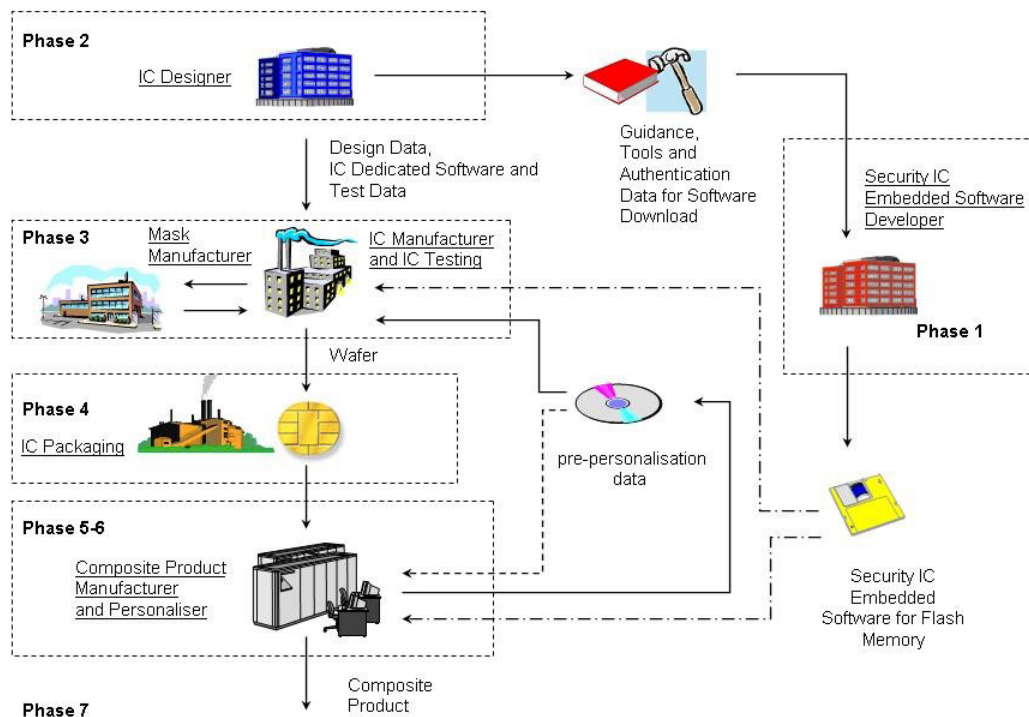 Phase 2
IC Designer
Guidance,
Tools and
Authentication
Data for Software
Download
Design Data,
IC Dedicated Software and
Test Data
Security IC
Embedded Software
Developer
Phase 1
Phase 3
Mask
Manufacturer
IC Manufacturer
and IC Testing
Wafer
Phase 4
IC Packaging
pre-personalisation
data
Phase 5-6
Composite Product
Manufacturer
and Personaliser
Security IC
Embedded
Software for Flash
Memory
Composite
Product
Phase 7